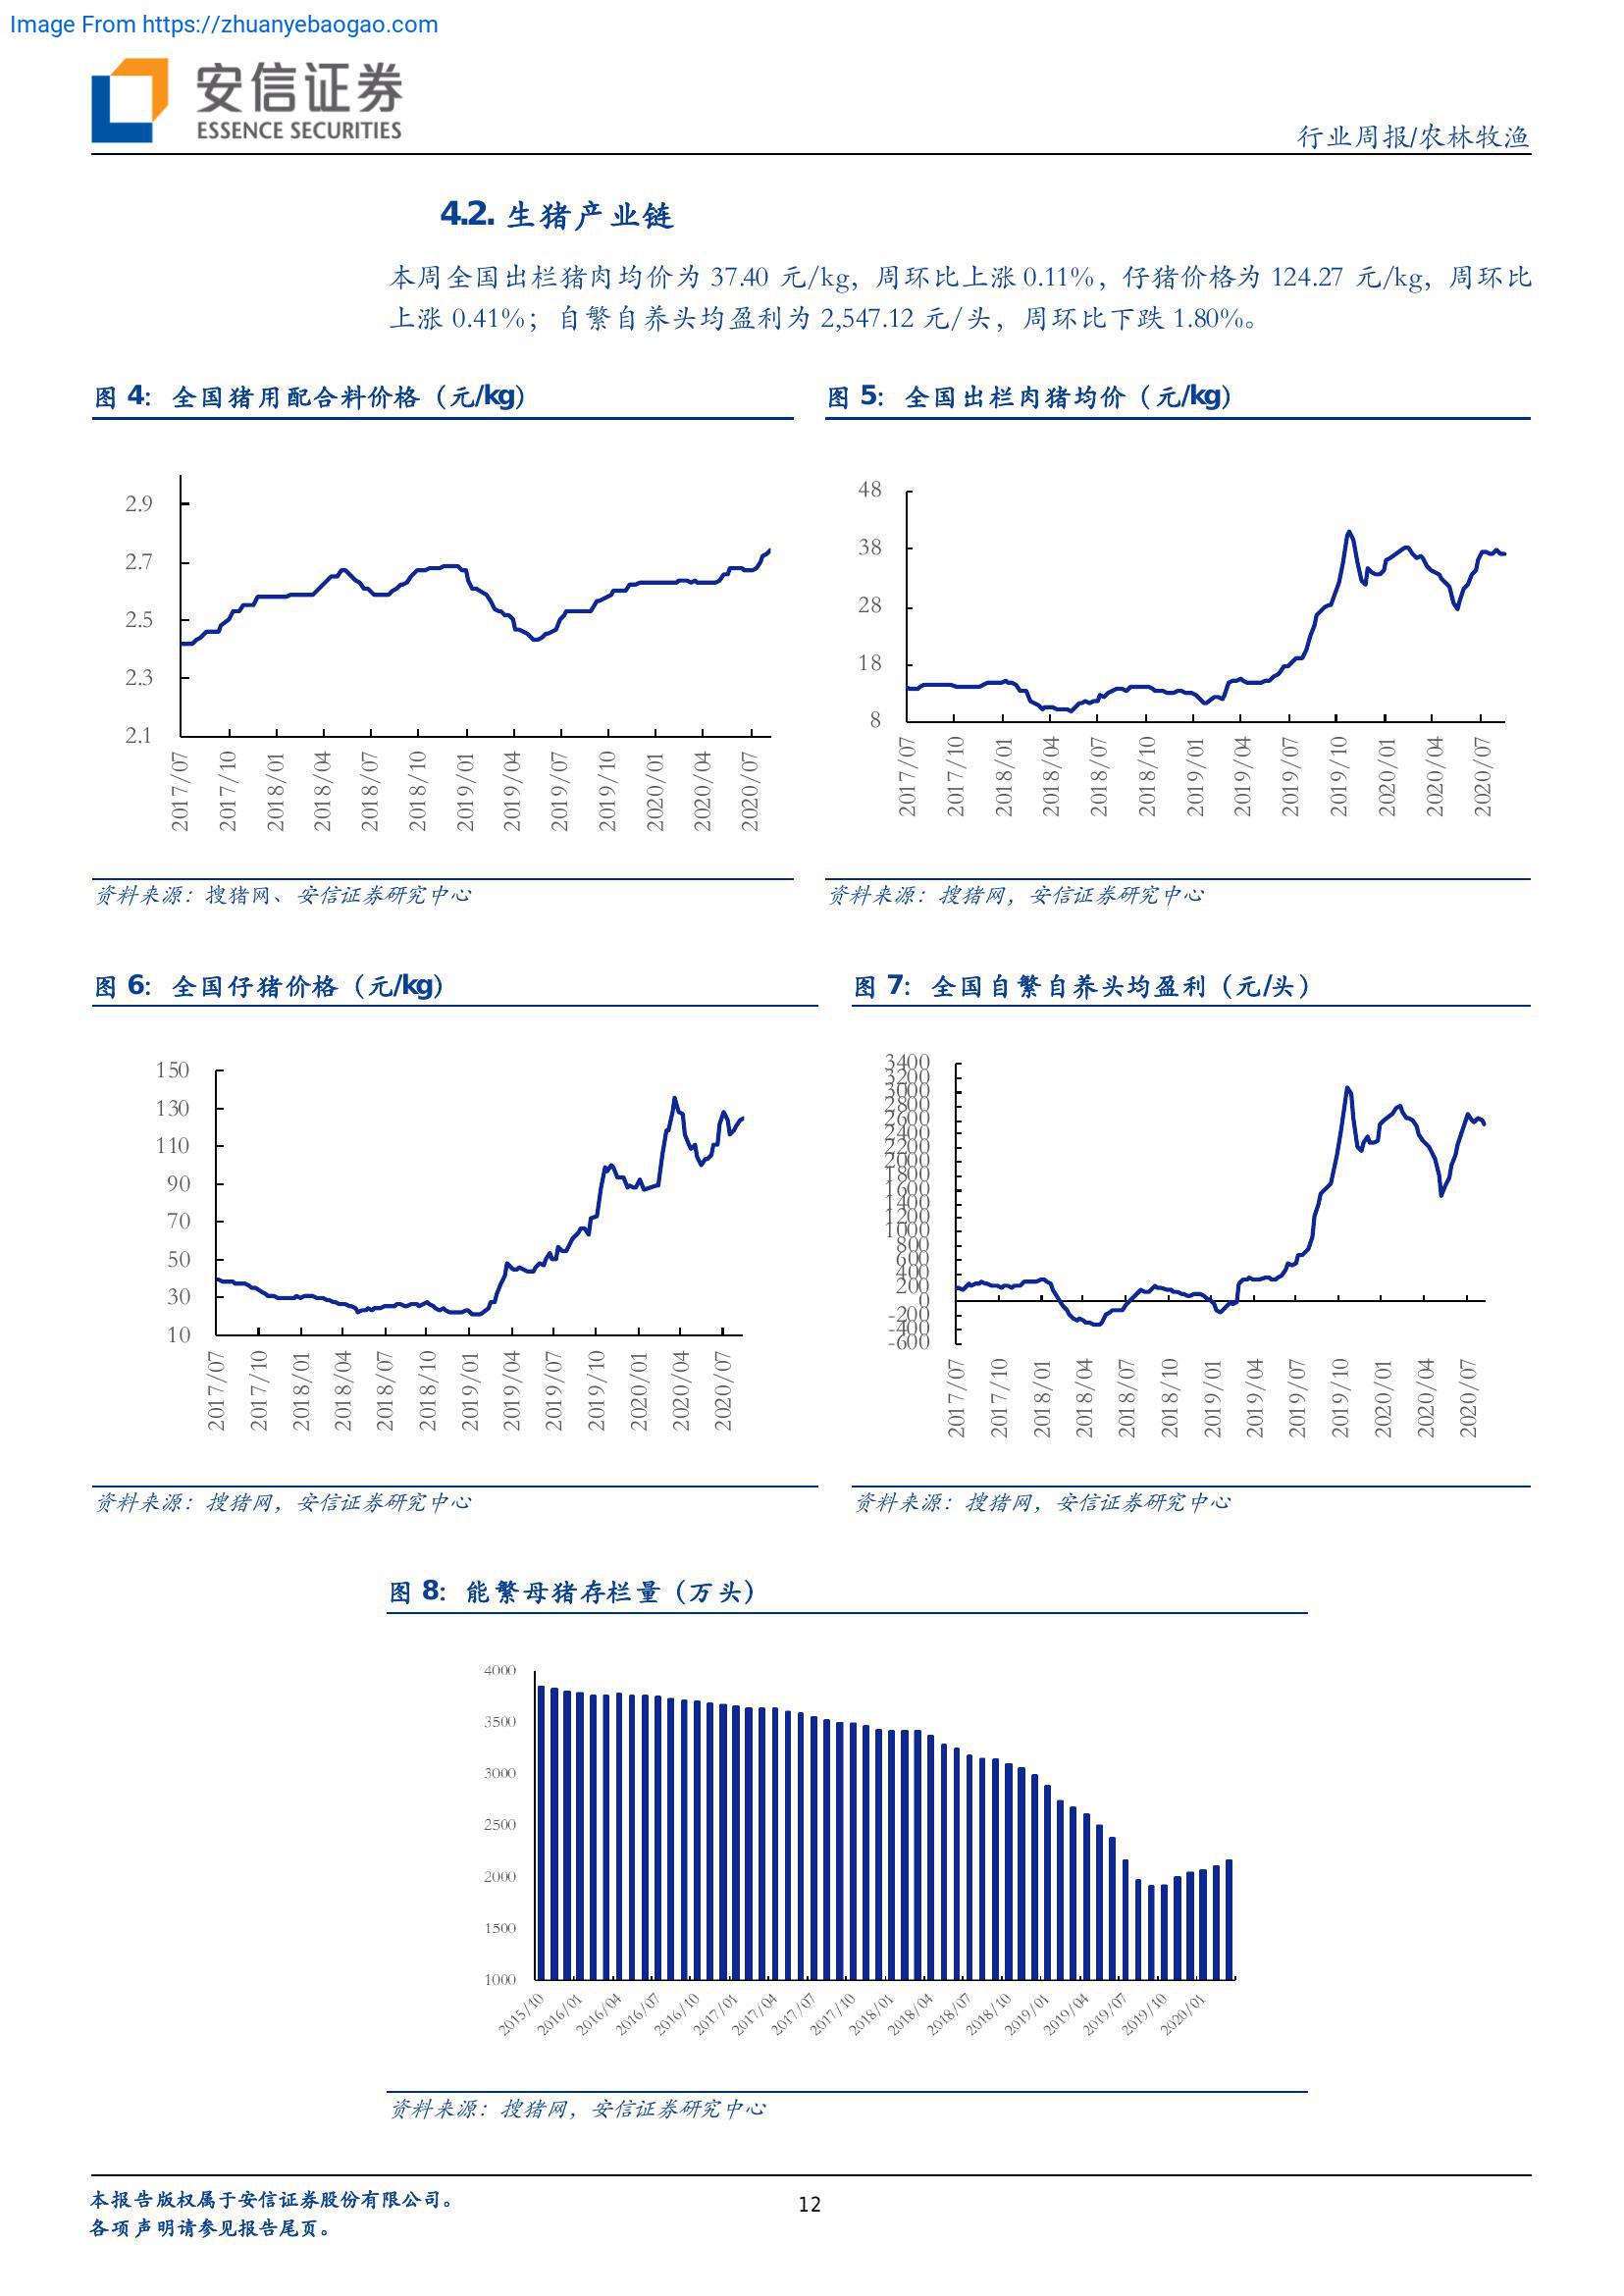 Image From https://zhuanyebaogao.com
安信证券
ESSENCE SECURITIES
行业周报/农林牧渔
4.2. 生猪产业链
本周全国出栏猪肉均价为 37.40 元/kg，周环比上涨 0.11%，仔猪价格为 124.27 元/kg，周环比
上涨 0.41%；自繁自养头均盈利为 2,547.12 元/头，周环比下跌 1.80%。
图 4：全国猪用配合料价格（元/kg）
2.9
2.7
2.5
2.3
2.1
2017/07 2017/10 2018/01 2018/04 2018/07 2018/10 2019/01 2019/04 2019/07 2019/10 2020/01 2020/04 2020/07
资料来源：搜猪网、安信证券研究中心
图 5：全国出栏肉猪均价（元/kg）
48
38
28
18
8
2017/07 2017/10 2018/01 2018/04 2018/07 2018/10 2019/01 2019/04 2019/07 2019/10 2020/01 2020/04 2020/07
资料来源：搜猪网，安信证券研究中心
图 6：全国仔猪价格（元/kg）
150
130
110
90
70
50
30
10
2017/07 2017/10 2018/01 2018/04 2018/07 2018/10 2019/01 2019/04 2019/07 2019/10 2020/01 2020/04 2020/07
资料来源：搜猪网，安信证券研究中心
图 7：全国自繁自养头均盈利（元/头）
3400
3200
3000
2800
2600
2400
2200
2000
1800
1600
1400
1200
1000
800
600
400
200
0
-200
-400
-600
2017/07 2017/10 2018/01 2018/04 2018/07 2018/10 2019/01 2019/04 2019/07 2019/10 2020/01 2020/04 2020/07
资料来源：搜猪网，安信证券研究中心
图 8：能繁母猪存栏量（万头）
4000
3500
3000
2500
2000
1500
1000
2015/10 2016/01 2016/04 2016/07 2016/10 2017/01 2017/04 2017/07 2017/10 2018/01 2018/04 2018/07 2018/10 2019/01 2019/04 2019/07 2019/10 2020/01
资料来源：搜猪网，安信证券研究中心
本报告版权属于安信证券股份有限公司。
各项声明请参见报告尾页。
12